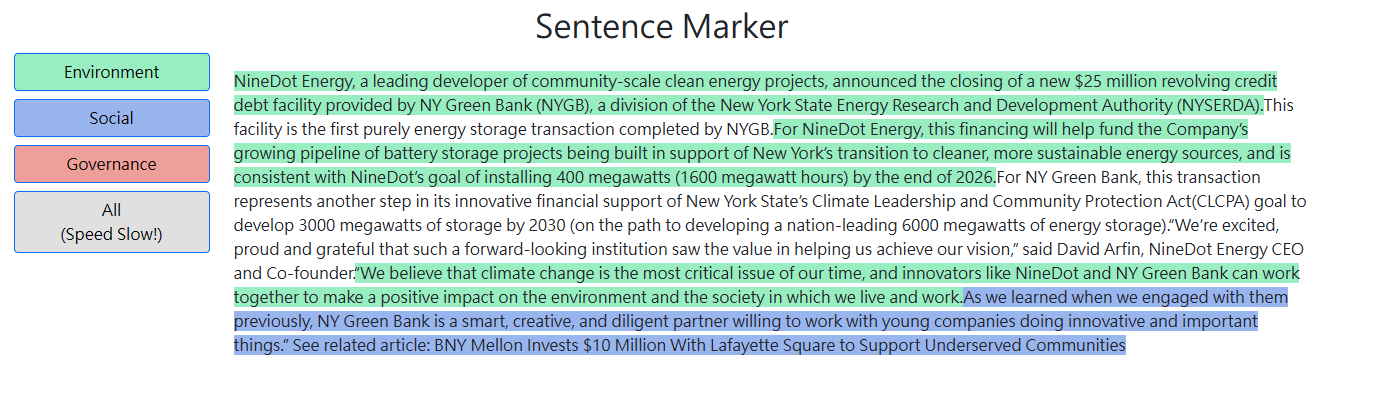 Sentence Marker
Environment
Social
Governance
All
(Speed Slow!)
NineDot Energy, a leading developer of community-scale clean energy projects, announced the closing of a new $25 million revolving credit
debt facility provided by NY Green Bank (NYGB), a division of the New York State Energy Research and Development Authority (NYSERDA).This
facility is the first purely energy storage transaction completed by NYGB.For NineDot Energy, this financing will help fund the Company’s
growing pipeline of battery storage projects being built in support of New York’s transition to cleaner, more sustainable energy sources, and is
consistent with NineDot’s goal of installing 400 megawatts (1600 megawatt hours) by the end of 2026.For NY Green Bank, this transaction
represents another step in its innovative financial support of New York State’s Climate Leadership and Community Protection Act(CLCPA) goal to
develop 3000 megawatts of storage by 2030 (on the path to developing a nation-leading 6000 megawatts of energy storage).“We’re excited,
proud and grateful that such a forward-looking institution saw the value in helping us achieve our vision,” said David Arfin, NineDot Energy CEO
and Co-founder.“We believe that climate change is the most critical issue of our time, and innovators like NineDot and NY Green Bank can work
together to make a positive impact on the environment and the society in which we live and work.As we learned when we engaged with them
previously, NY Green Bank is a smart, creative, and diligent partner willing to work with young companies doing innovative and important
things.” See related article: BNY Mellon Invests $10 Million With Lafayette Square to Support Underserved Communities